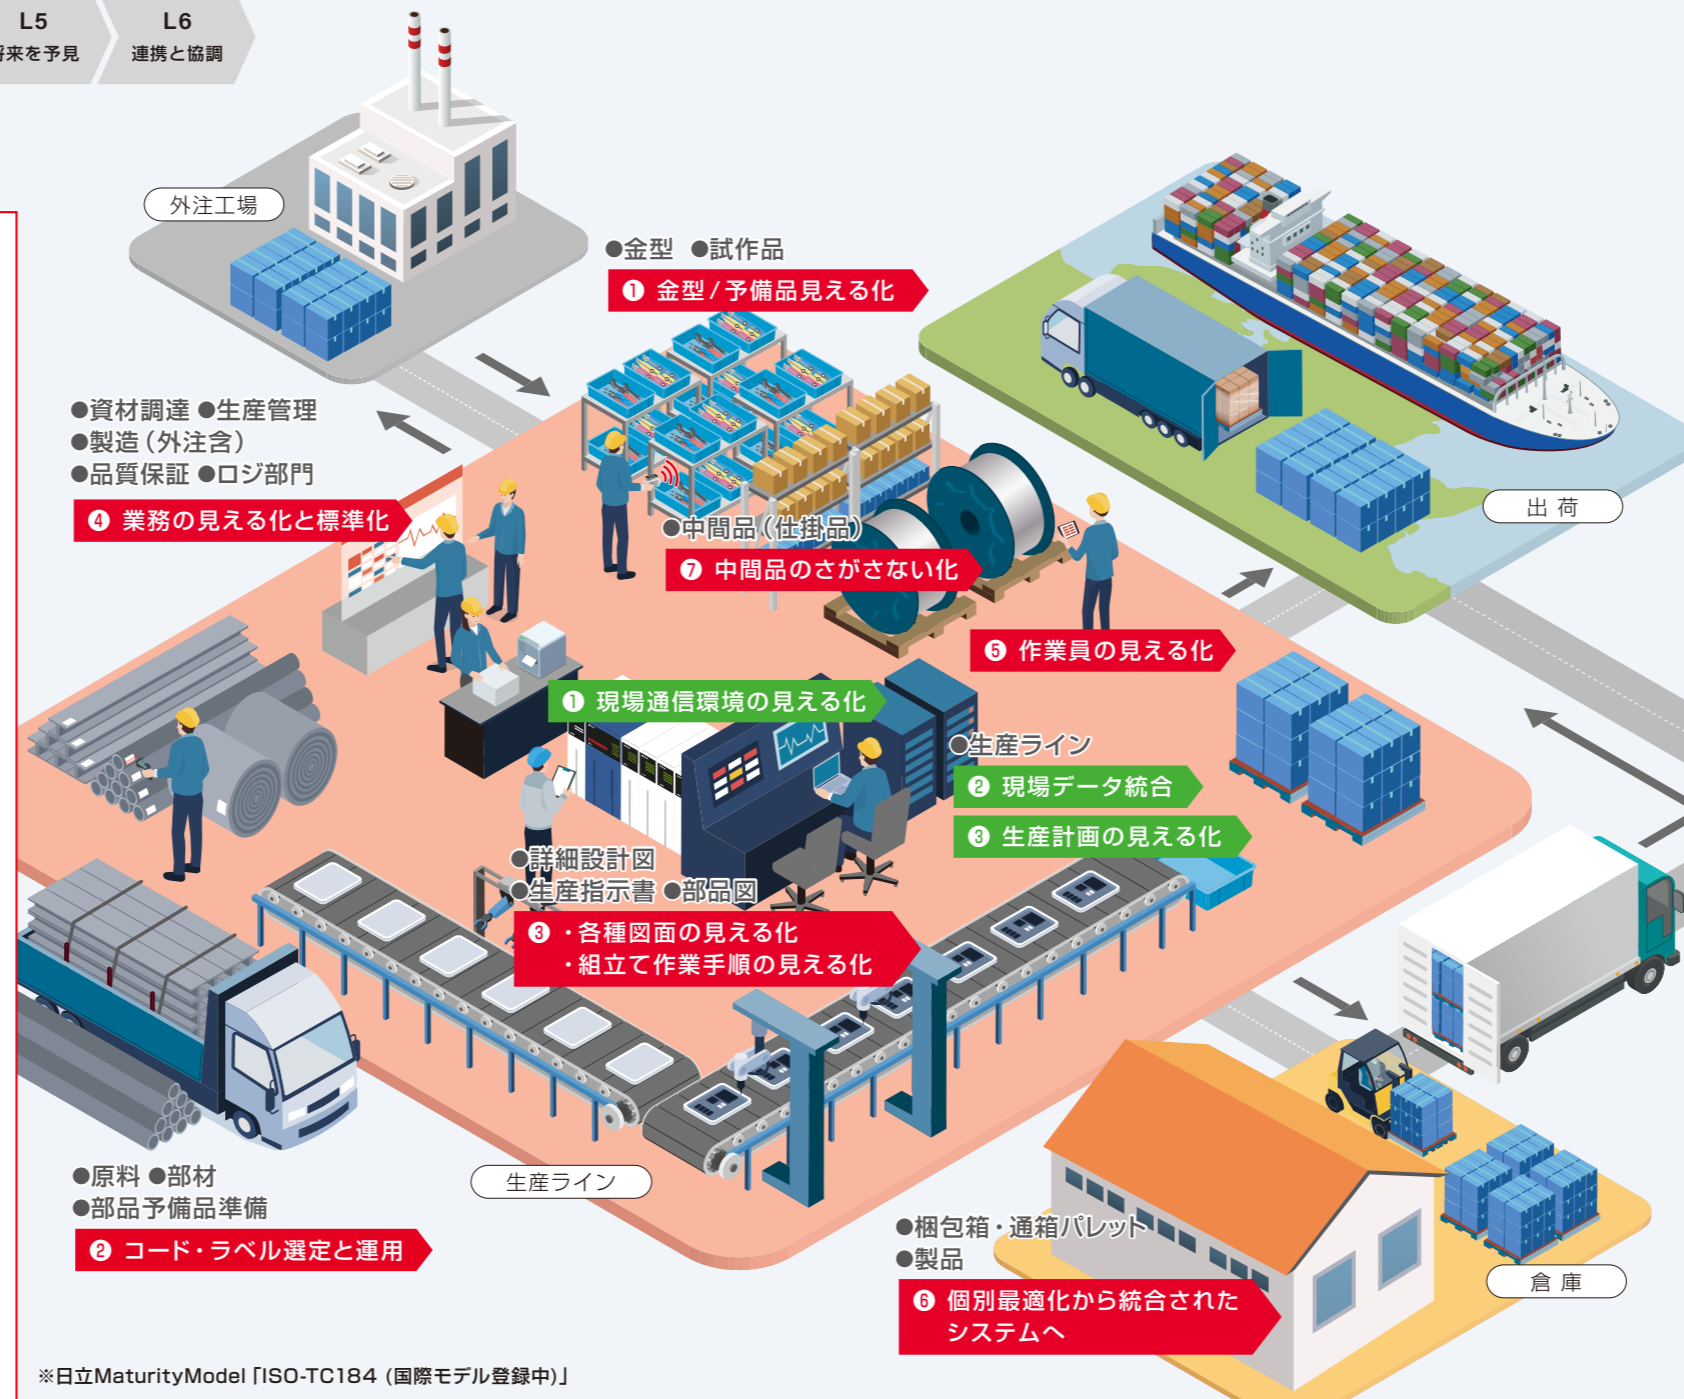 L5
将来を予見
L6
連携と協調
外注工場
●金型 ●試作品
❶ 金型/予備品見える化
●資材調達 ●生産管理
●製造（外注含）
●品質保証 ●ロジ部門
❹ 業務の見える化と標準化
出 荷
●中間品（仕掛品）
❼ 中間品のさがさない化
❺ 作業員の見える化
❶ 現場通信環境の見える化
●生産ライン
❷ 現場データ統合
❸ 生産計画の見える化
●詳細設計図
●生産指示書 ●部品図
❸ ・各種図面の見える化
・組立て作業手順の見える化
●原料 ●部材
●部品予備品準備
❷ コード・ラベル選定と運用
生産ライン
●梱包箱・通箱パレット
●製品
❻ 個別最適化から統合された
システムへ
倉 庫
※日立MaturityModel「ISO-TC184 (国際モデル登録中)」